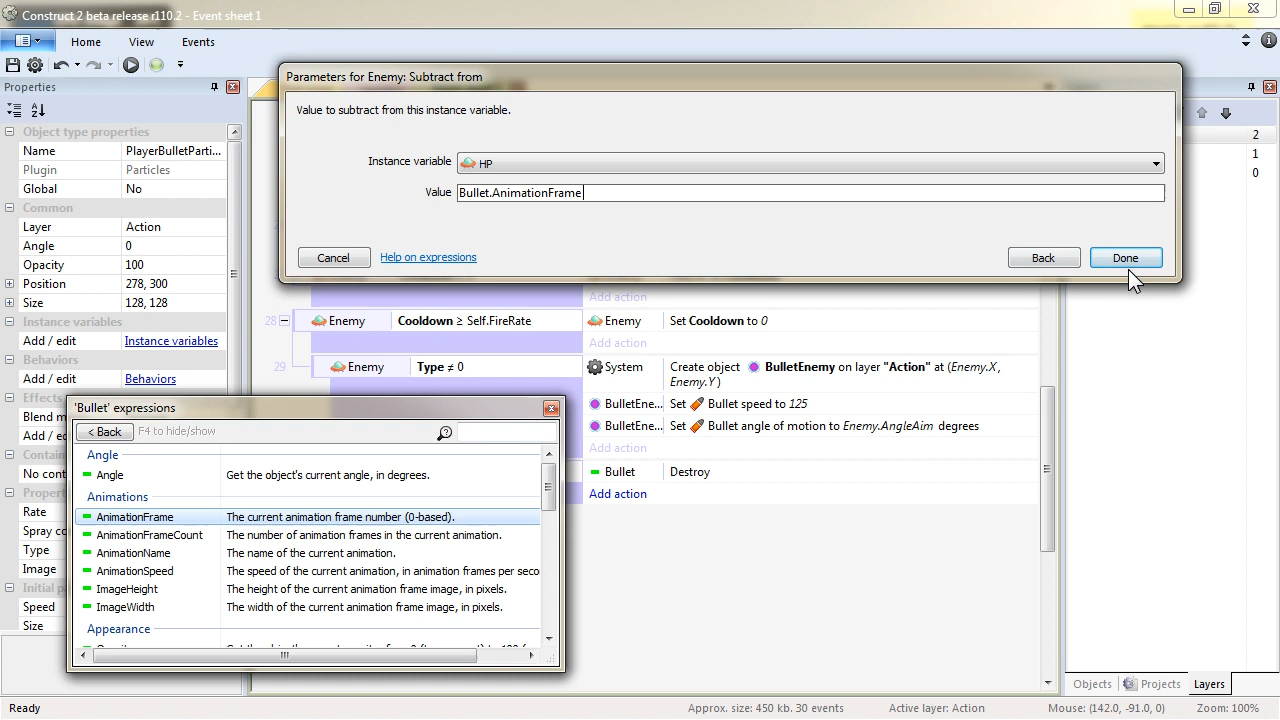 Construct 2 beta release r110.2 - Event sheet 1
Home View Events
Properties
Parameters for Enemy: Subtract from
Value to subtract from this instance variable.
Instance variable HP
Value Bullet.AnimationFrame
Cancel Help on expressions Back Done
Object type properties
Name PlayerBulletParti...
Plugin Particles
Global No
Common
Layer Action
Angle 0
Opacity 100
Position 278, 300
Size 128, 128
Instance variables
Add / edit Instance variables
Behaviors
Add / edit Behaviors
Effects
Blend m
Add / ed
Contain
No cont
Propert
Rate
Spray co
Type
Image
Initial p
Speed
Size
2
1
0
Add action
28 Enemy Cooldown ≥ Self.FireRate Enemy Set Cooldown to 0
Add action
29 Enemy Type ≠ 0 System Create object BulletEnemy on layer "Action" at (Enemy.X,
Enemy.Y)
BulletEne... Set Bullet speed to 125
BulletEne... Set Bullet angle of motion to Enemy.AngleAim degrees
Add action
Bullet Destroy
Add action
'Bullet' expressions
< Back F4 to hide/show
Angle
Angle Get the object's current angle, in degrees.
Animations
AnimationFrame The current animation frame number (0-based).
AnimationFrameCount The number of animation frames in the current animation.
AnimationName The name of the current animation.
AnimationSpeed The speed of the current animation, in animation frames per seco
ImageHeight The height of the current animation frame image, in pixels.
ImageWidth The width of the current animation frame image, in pixels.
Appearance
Objects Projects Layers
Ready Approx. size: 450 kb. 30 events Active layer: Action Mouse: (142.0, -91.0, 0) Zoom: 100%